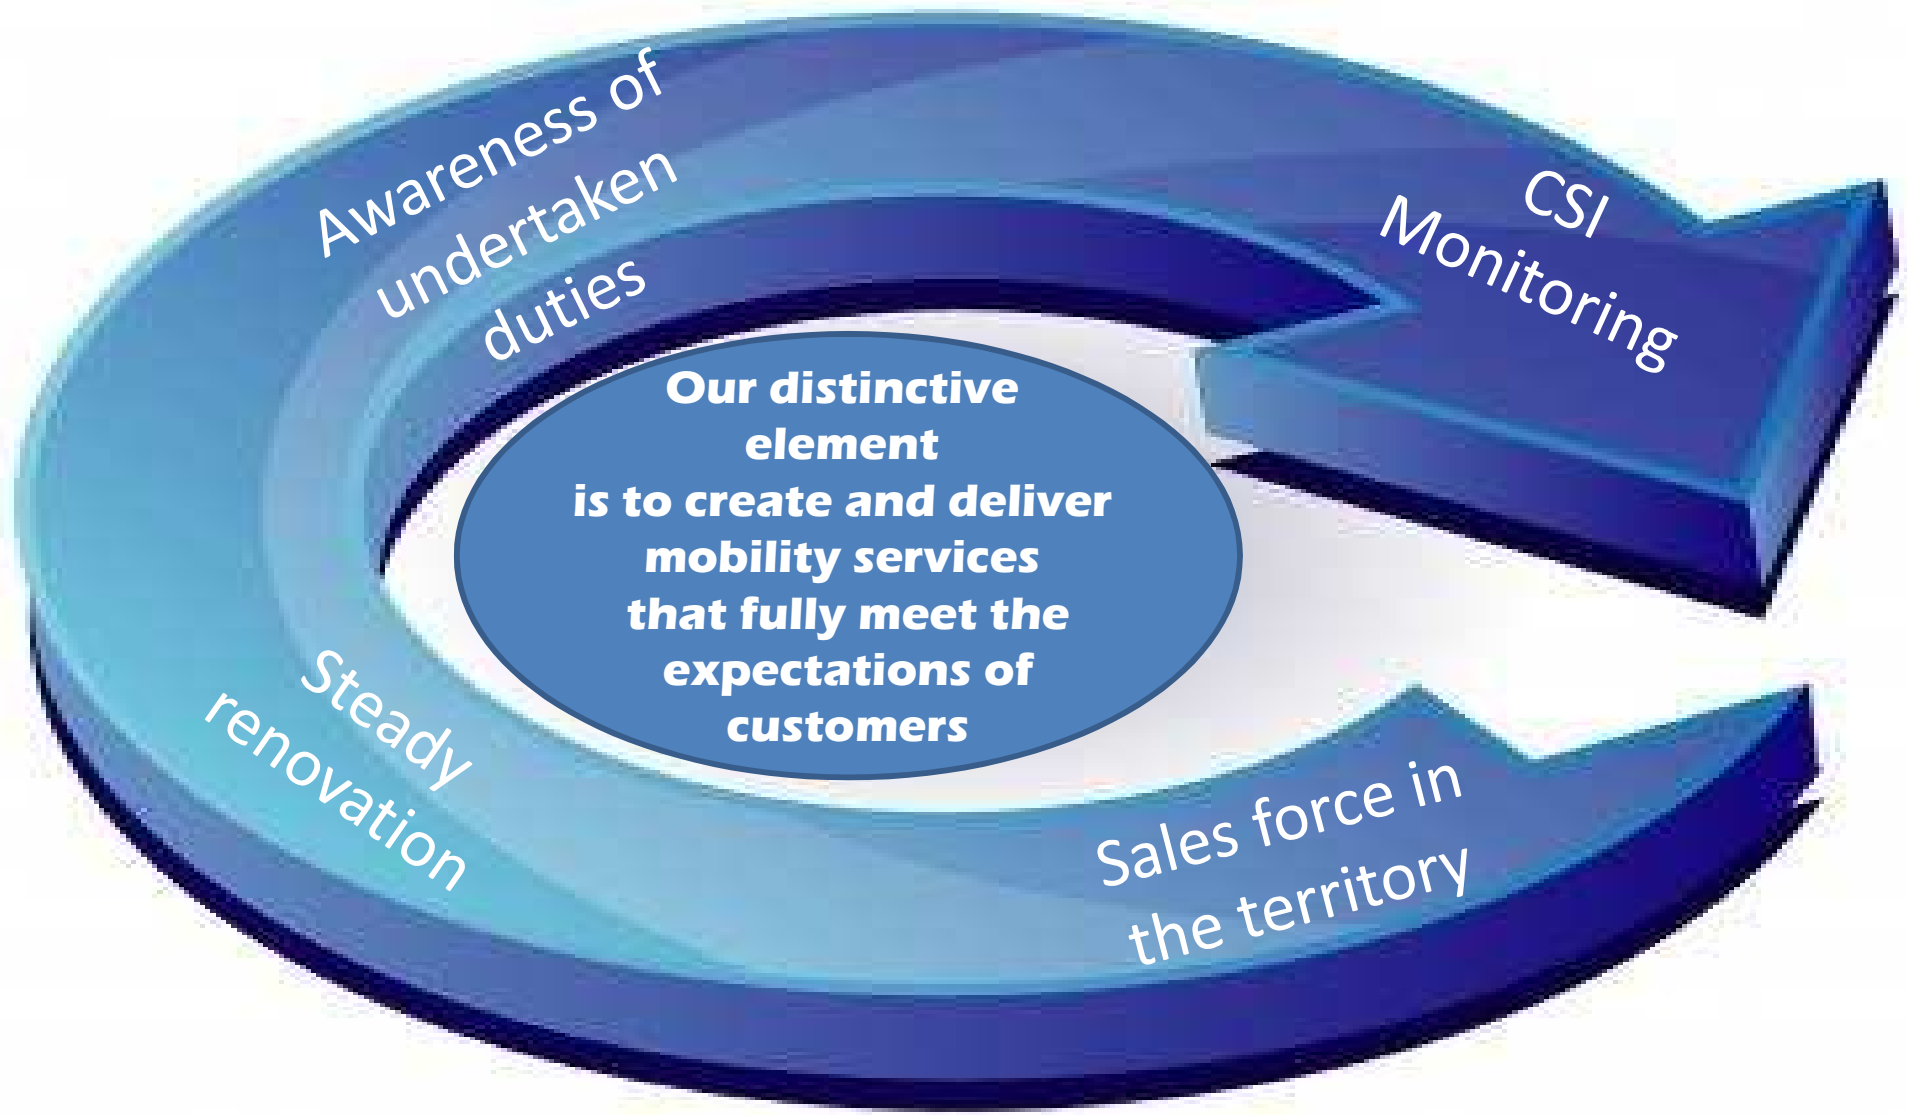 Awareness of
undertaken
duties
CSI
Monitoring
Our distinctive
element
is to create and deliver
mobility services
that fully meet the
expectations of
customers
Steady
renovation
Sales force in
the territory